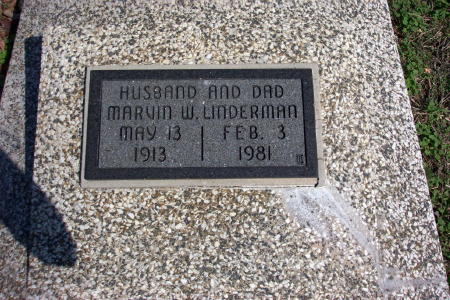 HUSBAND AND DAD
MARVIN W. LINDERMAN
MAY 13 FEB. 3
1913 1981